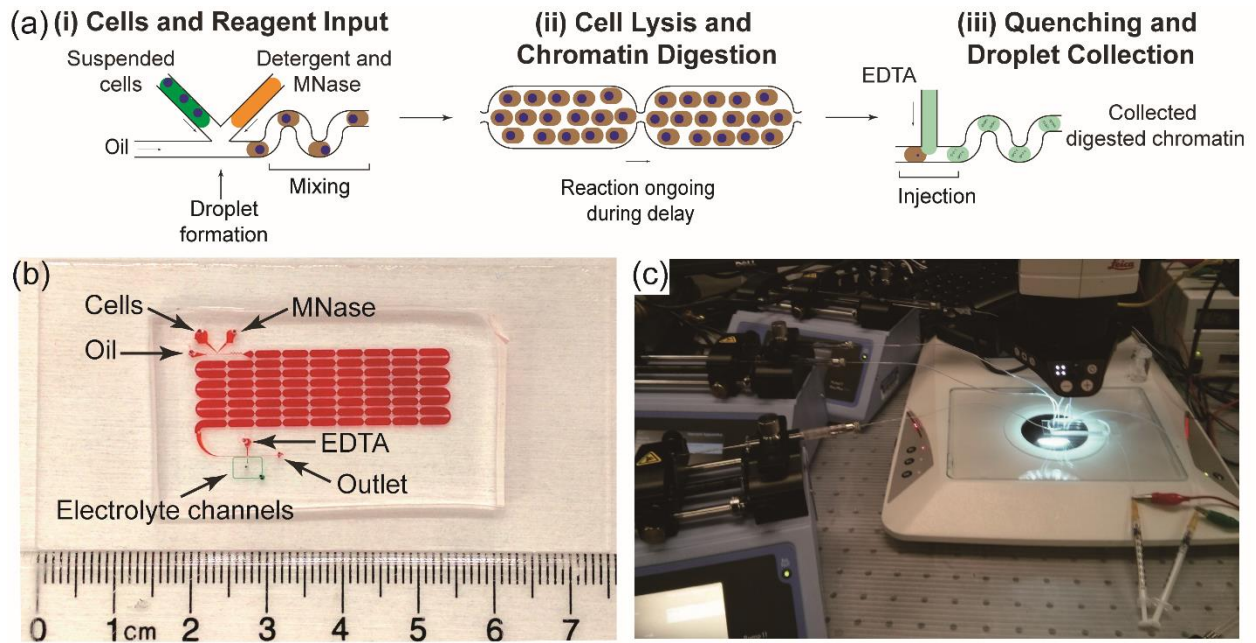 (a)
(i) Cells and Reagent Input
Suspended
cells
Detergent and
MNase
Oil
Mixing
Droplet
formation
(ii) Cell Lysis and
Chromatin Digestion
Reaction ongoing
during delay
(iii) Quenching and
Droplet Collection
EDTA
Collected
digested chromatin
Injection
(b)
Cells
MNase
Oil
EDTA
Outlet
Electrolyte channels
0 1cm 2 3 4 5 6 7
(c)
Leica